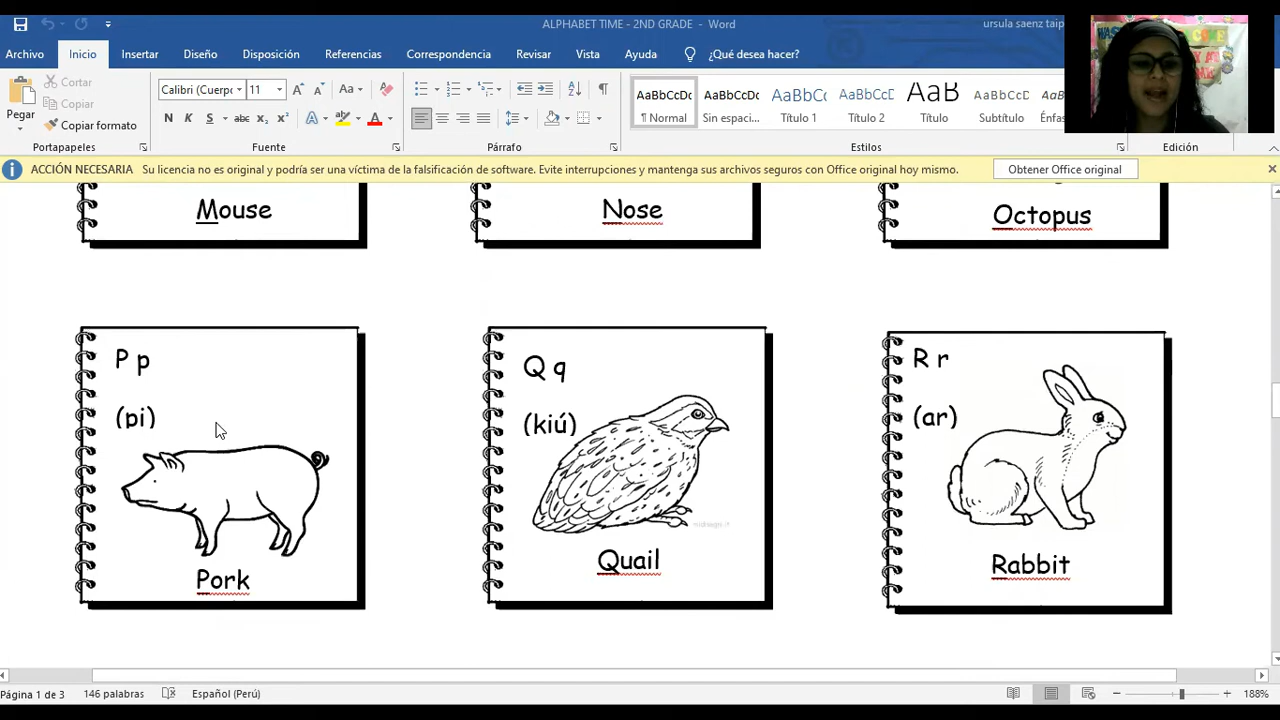 ALPHABET TIME - 2ND GRADE - Word
ursula saenz taip
Archivo Inicio Insertar Diseño Disposición Referencias Correspondencia Revisar Vista Ayuda ¿Qué desea hacer?
Pegar
Cortar
Copiar
Copiar formato
Portapapeles
Calibri (Cuerpo 11
Aa
N K S abc A A
Fuente
Párrafo
AaBbCcDc AaBbCcDc AaBbCc AaBbCcC AaB AaBbCcD AaBbCcDc
¶ Normal Sin espaci... Título 1 Título 2 Título Subtítulo Énfas
Estilos
Edición
ACCIÓN NECESARIA Su licencia no es original y podría ser una víctima de la falsificación de software. Evite interrupciones y mantenga sus archivos seguros con Office original hoy mismo. Obtener Office original
Mouse Nose Octopus
P p
(pi)
Pork
Q q
(kiú)
Quail
R r
(ar)
Rabbit
Página 1 de 3 146 palabras Español (Perú) 188%